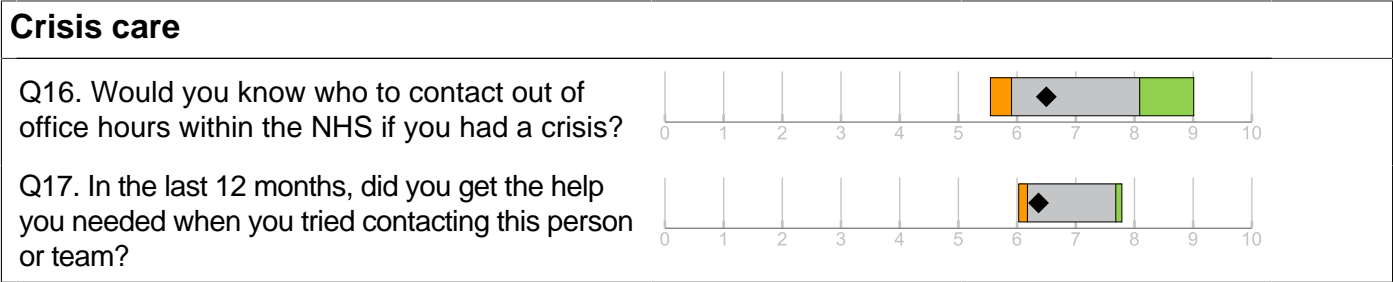 Crisis care
Q16. Would you know who to contact out of
office hours within the NHS if you had a crisis?
0 1 2 3 4 5 6 7 8 9 10
Q17. In the last 12 months, did you get the help
you needed when you tried contacting this person
or team?
0 1 2 3 4 5 6 7 8 9 10